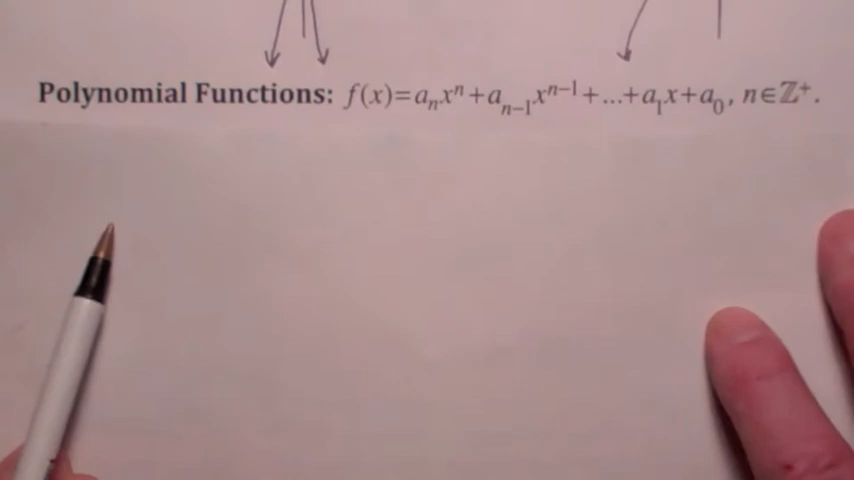 Polynomial Functions: f(x)=aₙxⁿ+aₙ₋₁xⁿ⁻¹+...+a₁x+a₀, n∈ℤ⁺.